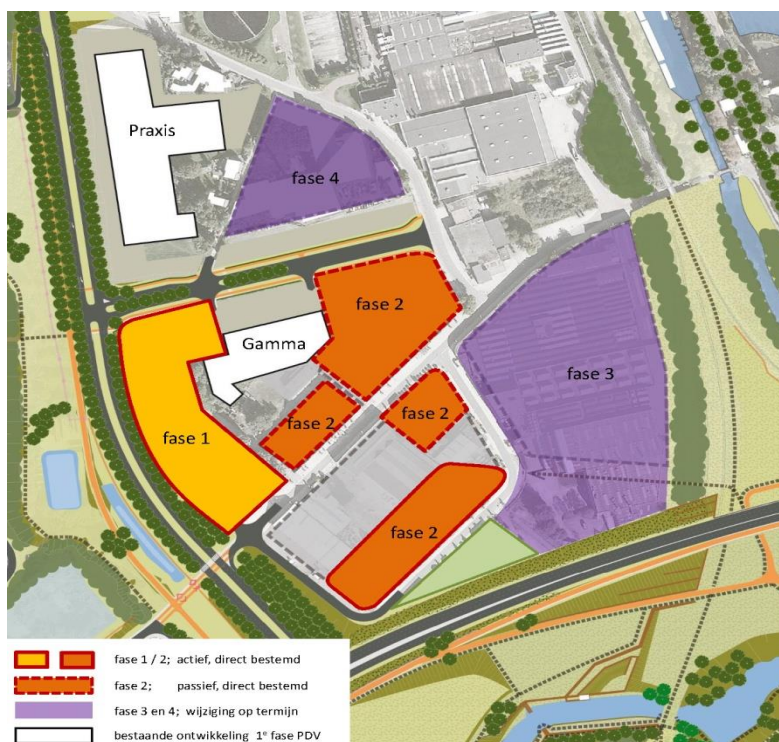 Praxis
fase 4
fase 2
Gamma
fase 3
fase 2
fase 2
fase 1
fase 2
fase 1 / 2; actief, direct bestemd
fase 2; passief, direct bestemd
fase 3 en 4; wijziging op termijn
bestaande ontwikkeling 1e fase PDV